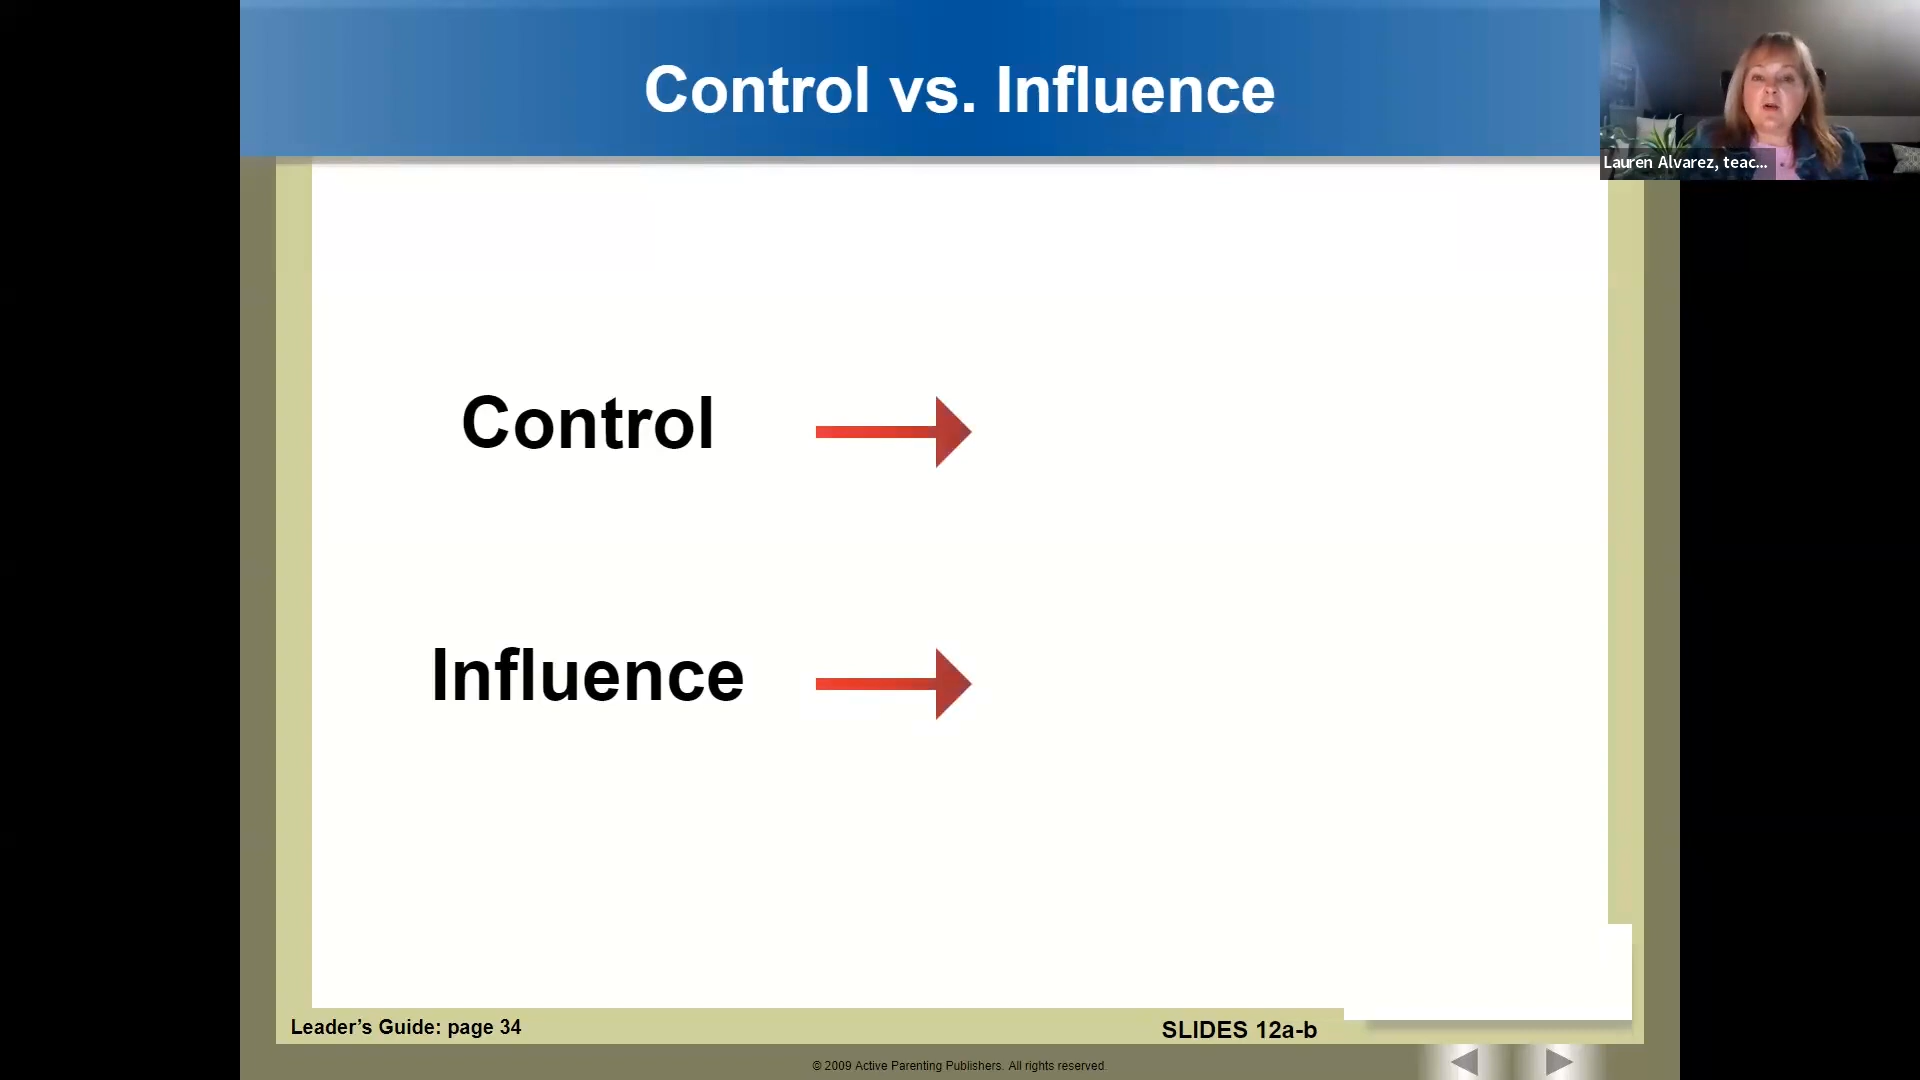 Control vs. Influence
Lauren Alvarez, teac...
Control
Influence
Leader’s Guide: page 34
SLIDES 12a-b
© 2009 Active Parenting Publishers. All rights reserved.